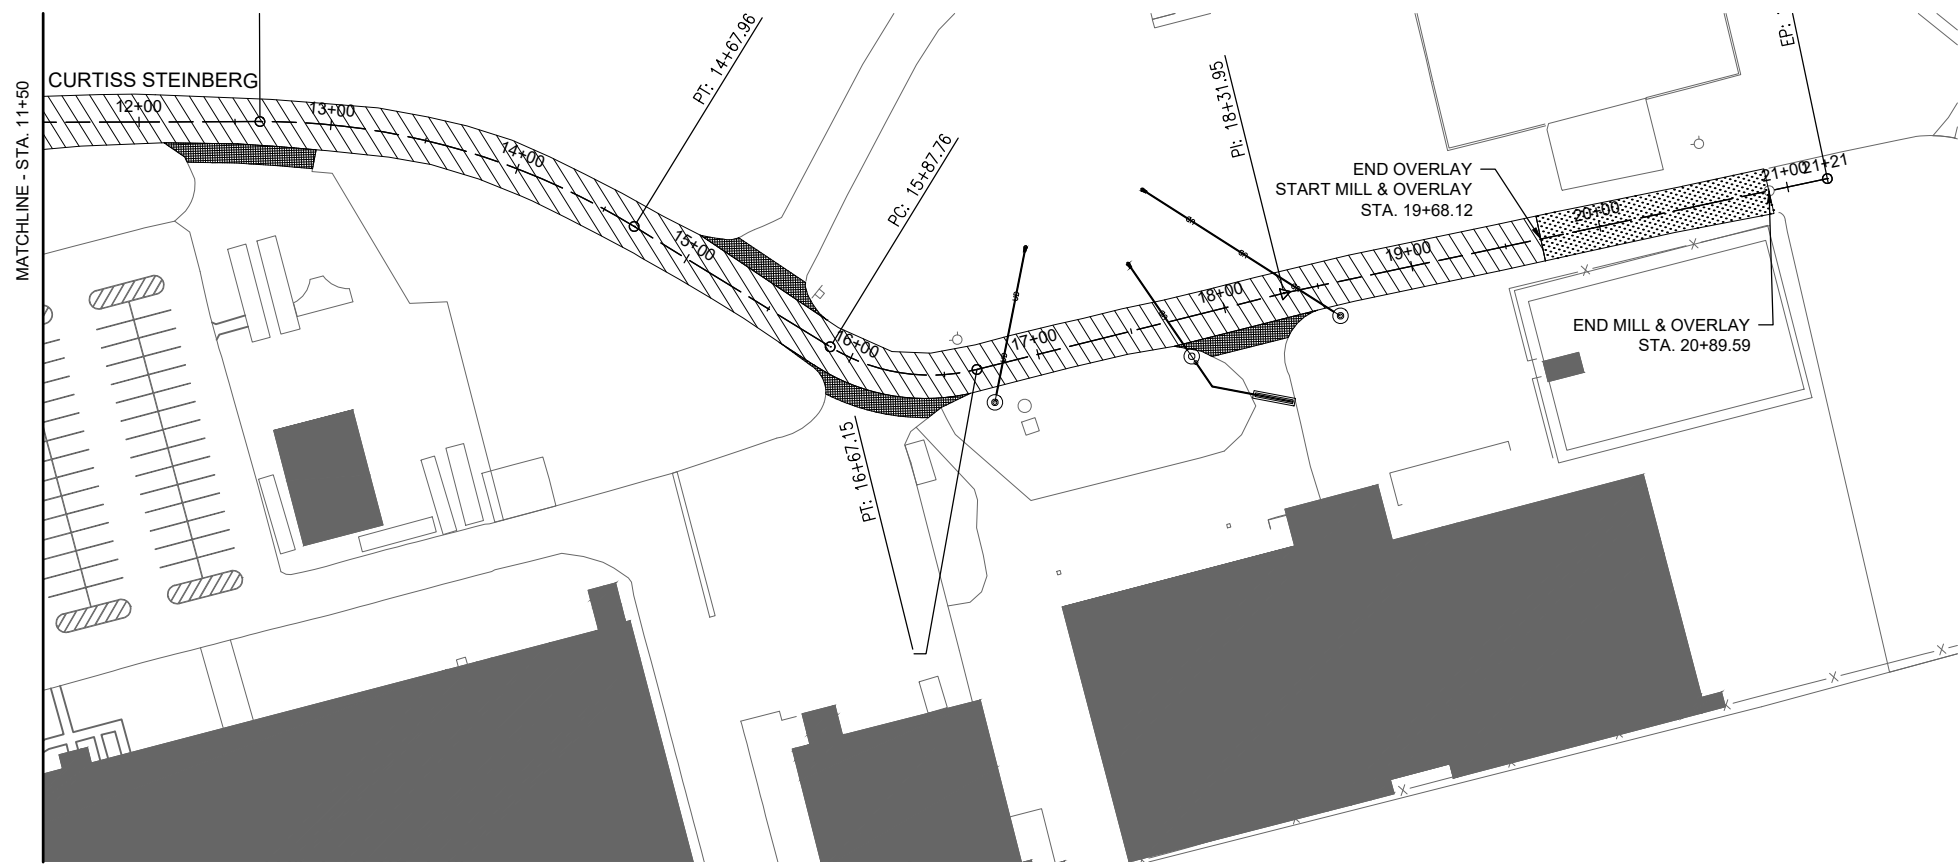 MATCHLINE - STA. 11+50
CURTISS STEINBERG
12+00
13+00
14+00
PT: 14+67.96
15+00
PC: 15+87.76
16+00
PT: 16+67.15
17+00
18+00
PI: 18+31.95
19+00
END OVERLAY
START MILL & OVERLAY
STA. 19+68.12
20+00
EP:
21+00
21+21
END MILL & OVERLAY
STA. 20+89.59